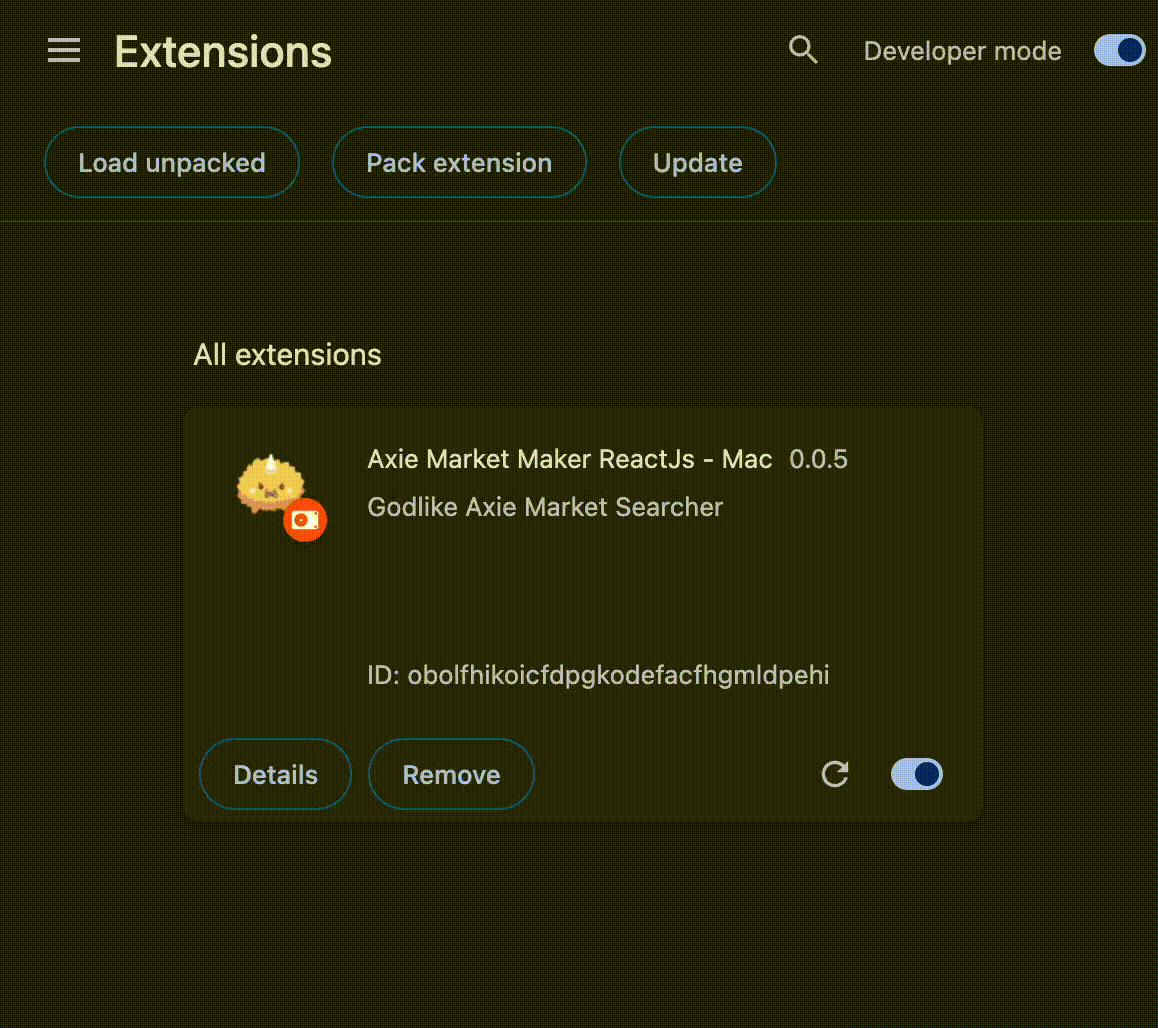 Extensions
Developer mode
Load unpacked
Pack extension
Update
All extensions
Axie Market Maker ReactJs - Mac 0.0.5
Godlike Axie Market Searcher
ID: obolfhikoicfdpgkodefacfhgmldpehi
Details
Remove